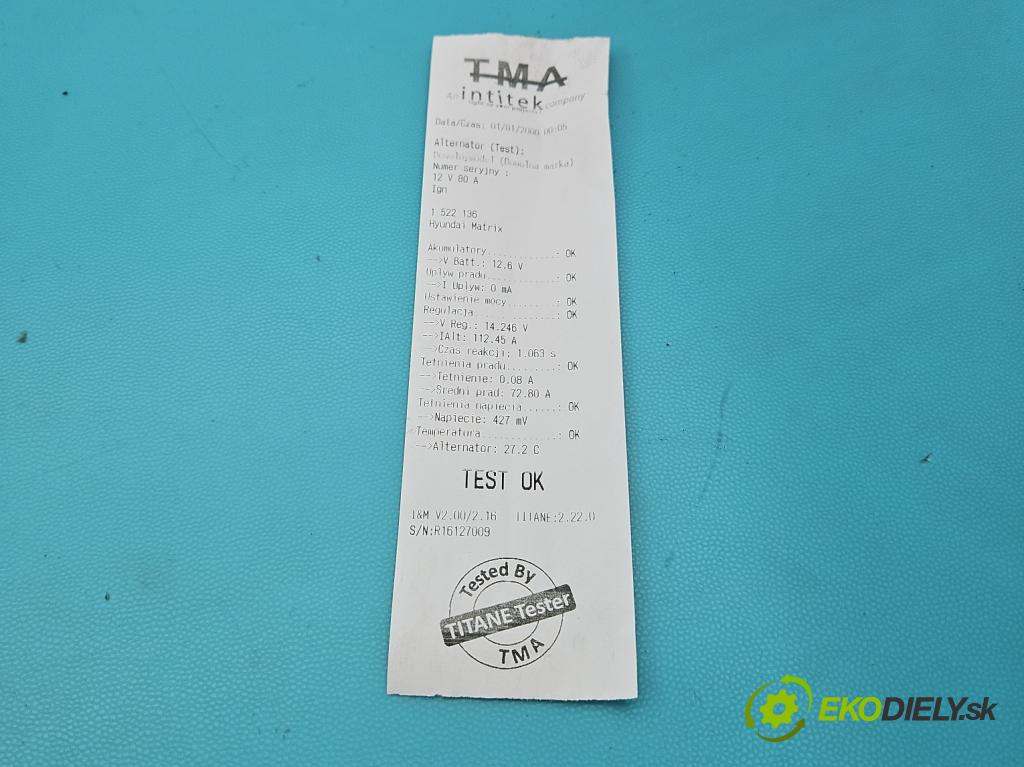 TMA
An intitek company
Data/Czas: 01/01/2000 00:05
Alternator (Test):
Dowolnymodel (Dowolna marka)
Numer seryjny :
12 V 80 A
Ign
1 522 136
Hyundai Matrix
Akumulatory............: OK
-->V Batt.: 12.6 V
Uplyw pradu............: OK
-->I Uplyw: 0 mA
Ustawienie mocy........: OK
Regulacja..............: OK
-->V Reg.: 14.246 V
-->IAlt: 112.45 A
-->Czas reakcji: 1.063 s
Tetnienia pradu........: OK
-->Tetnienie: 0.08 A
-->Sredni prad: 72.80 A
Tetnienia napiecia.....: OK
-->Napiecie: 427 mV
Temperatura............: OK
-->Alternator: 27.2 C
TEST OK
I&M V2.00/2.16 TITANE:2.22.0
S/N:R16127009
Tested By
TITANE Tester
TMA
EKODIELY.sk